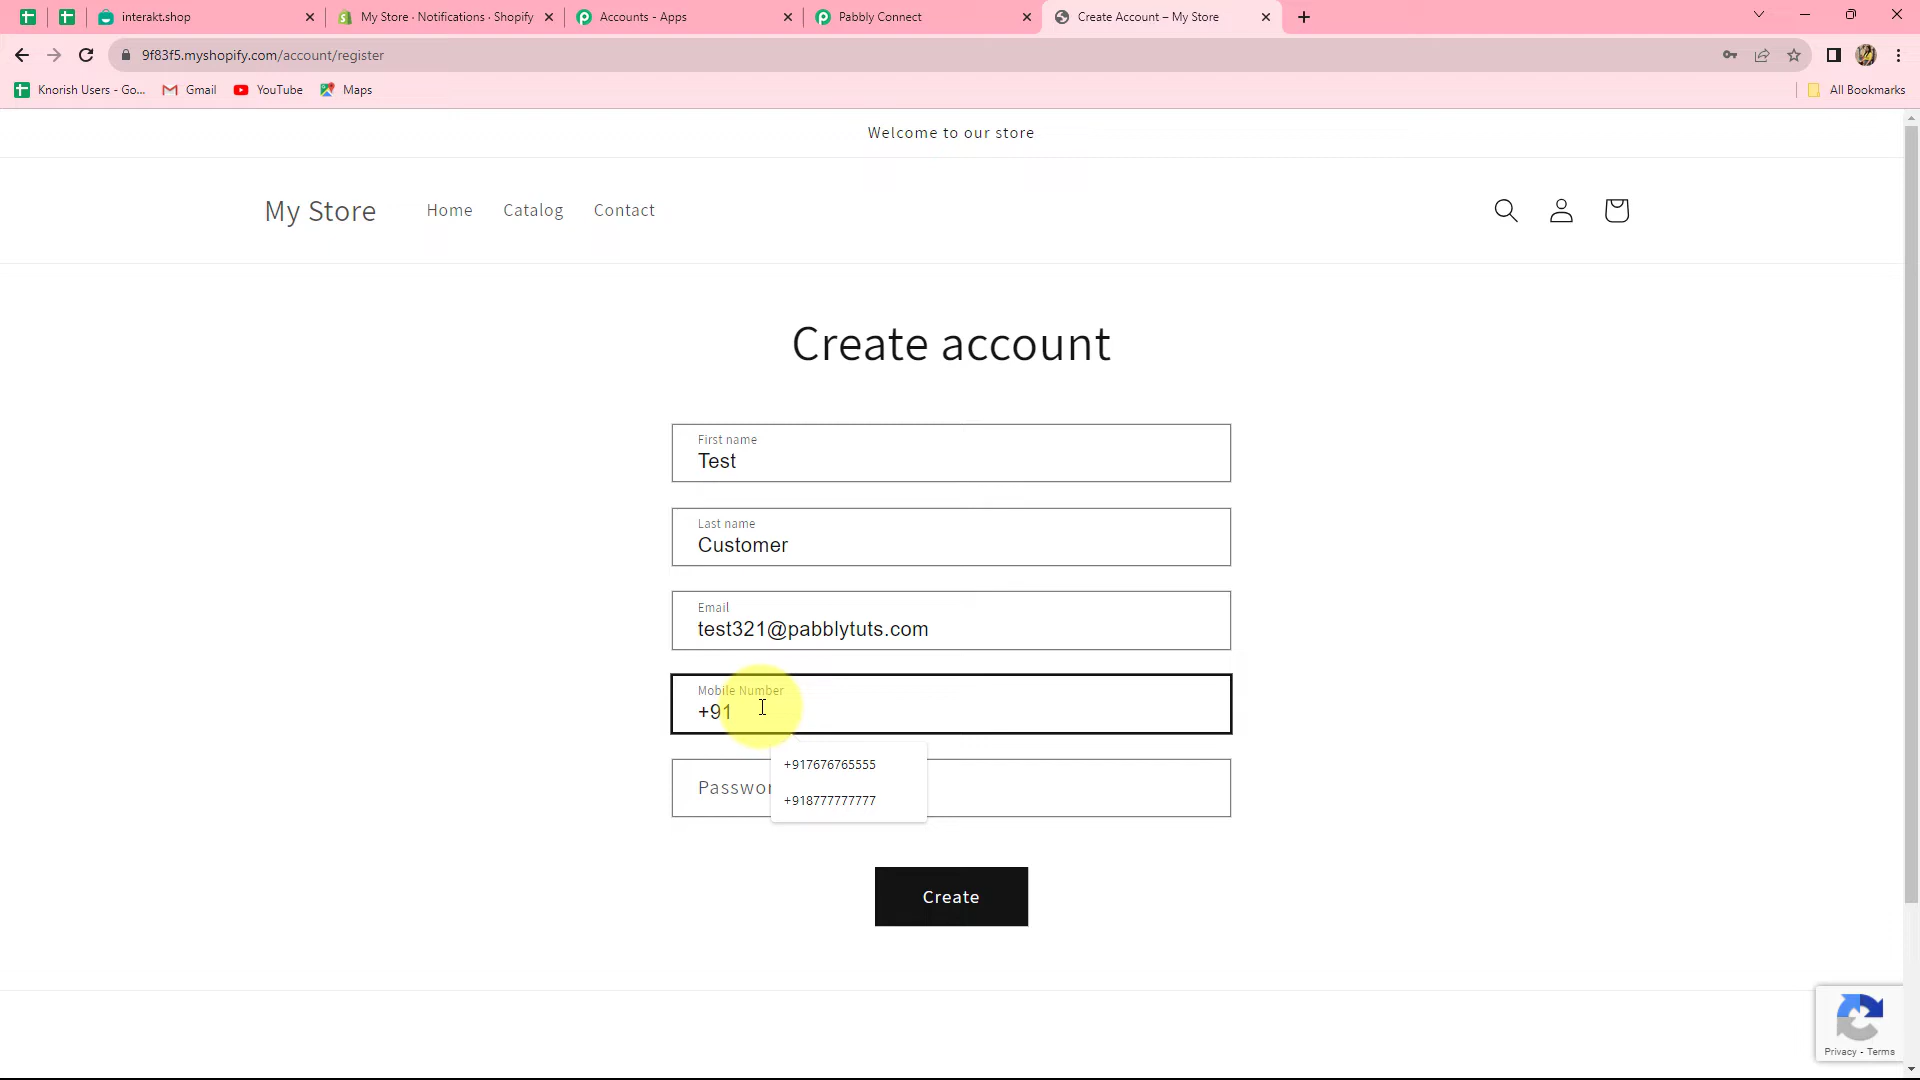 interakt.shop
My Store · Notifications · Shopify
Accounts - Apps
Pabbly Connect
Create Account – My Store
9f83f5.myshopify.com/account/register
Knorish Users - Go...
Gmail
YouTube
Maps
All Bookmarks
Welcome to our store
My Store
Home
Catalog
Contact
Create account
First name
Test
Last name
Customer
Email
test321@pabblytuts.com
Mobile Number
+91
+917676765555
+918777777777
Create
Privacy - Terms